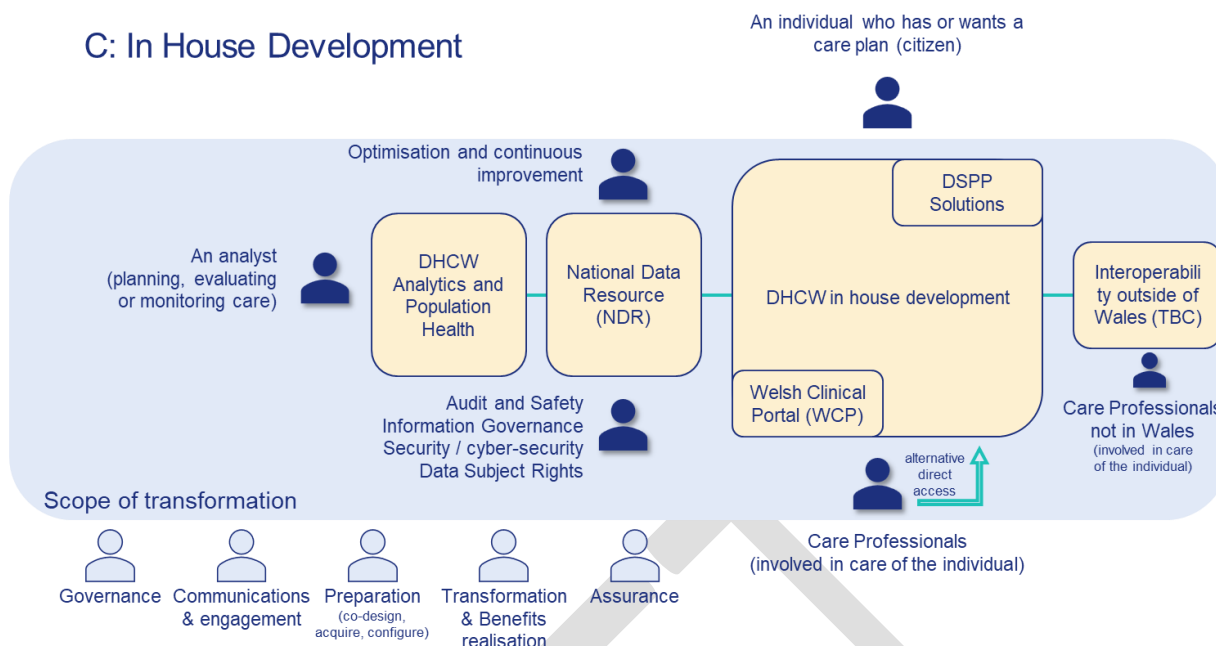 C: In House Development
An individual who has or wants a
care plan (citizen)
Optimisation and continuous
improvement
DSPP
Solutions
An analyst
(planning, evaluating
or monitoring care)
DHCW
Analytics and
Population
Health
National Data
Resource
(NDR)
DHCW in house development
Interoperabili
ty outside of
Wales (TBC)
Welsh Clinical
Portal (WCP)
Audit and Safety
Information Governance
Security / cyber-security
Data Subject Rights
Care Professionals
not in Wales
(involved in care
of the individual)
alternative
direct
access
Scope of transformation
Care Professionals
(involved in care of the individual)
Governance
Communications
& engagement
Preparation
(co-design,
acquire, configure)
Transformation
& Benefits
realisation
Assurance